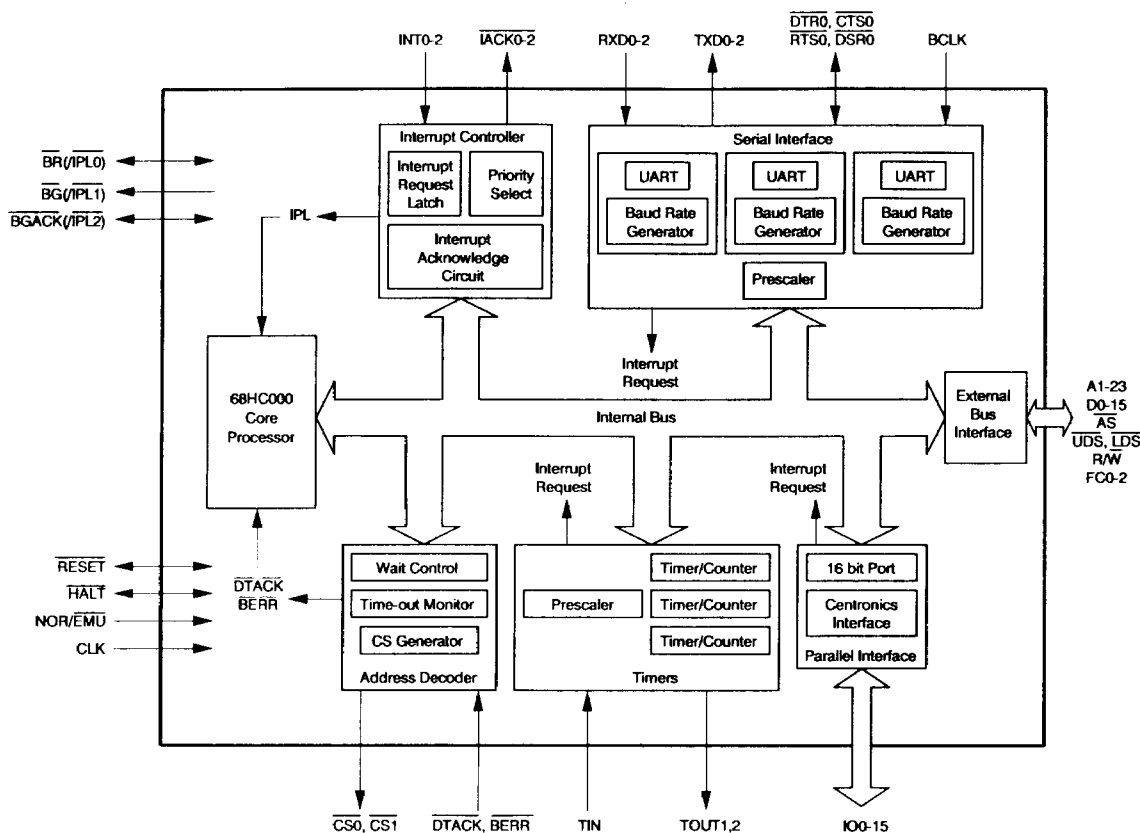 INT0-2
IACK0-2
RXD0-2
TXD0-2
DTR0, CTS0
RTS0, DSR0
BCLK
Interrupt Controller
Interrupt
Request
Latch
Priority
Select
Interrupt
Acknowledge
Circuit
Serial Interface
UART
Baud Rate
Generator
UART
Baud Rate
Generator
UART
Baud Rate
Generator
Prescaler
BR(/IPL0)
BG(/IPL1)
BGACK(/IPL2)
IPL
Interrupt
Request
68HC000
Core
Processor
Internal Bus
External
Bus
Interface
A1-23
D0-15
AS
UDS, LDS
R/W
FC0-2
Interrupt
Request
Interrupt
Request
RESET
HALT
NOR/EMU
CLK
DTACK
BERR
Wait Control
Time-out Monitor
CS Generator
Address Decoder
Prescaler
Timer/Counter
Timer/Counter
Timer/Counter
Timers
16 bit Port
Centronics
Interface
Parallel Interface
CS0, CS1
DTACK, BERR
TIN
TOUT1,2
IO0-15